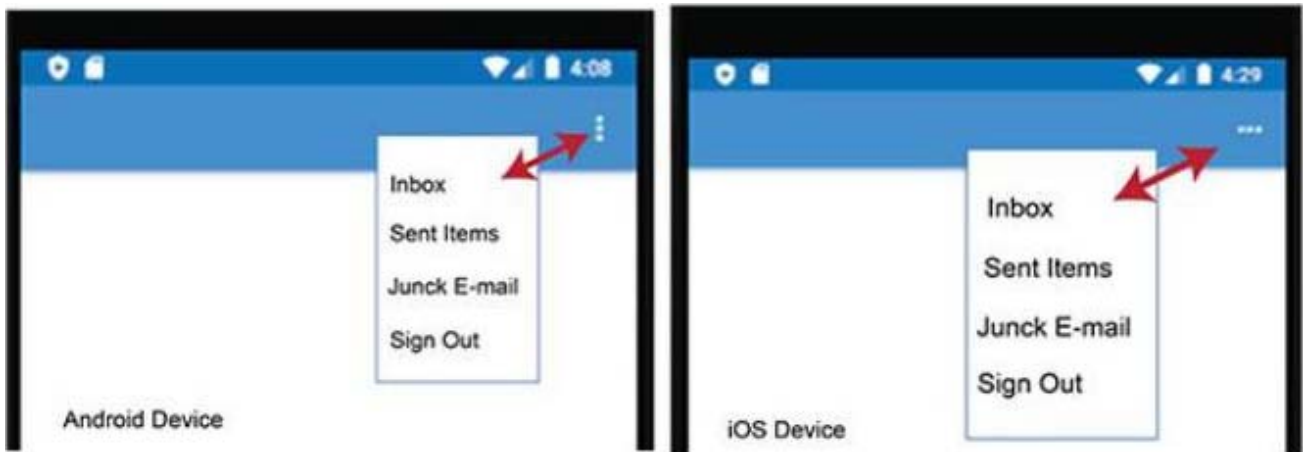 4:08
Inbox
Sent Items
Junck E-mail
Sign Out
Android Device
4:29
Inbox
Sent Items
Junck E-mail
Sign Out
iOS Device